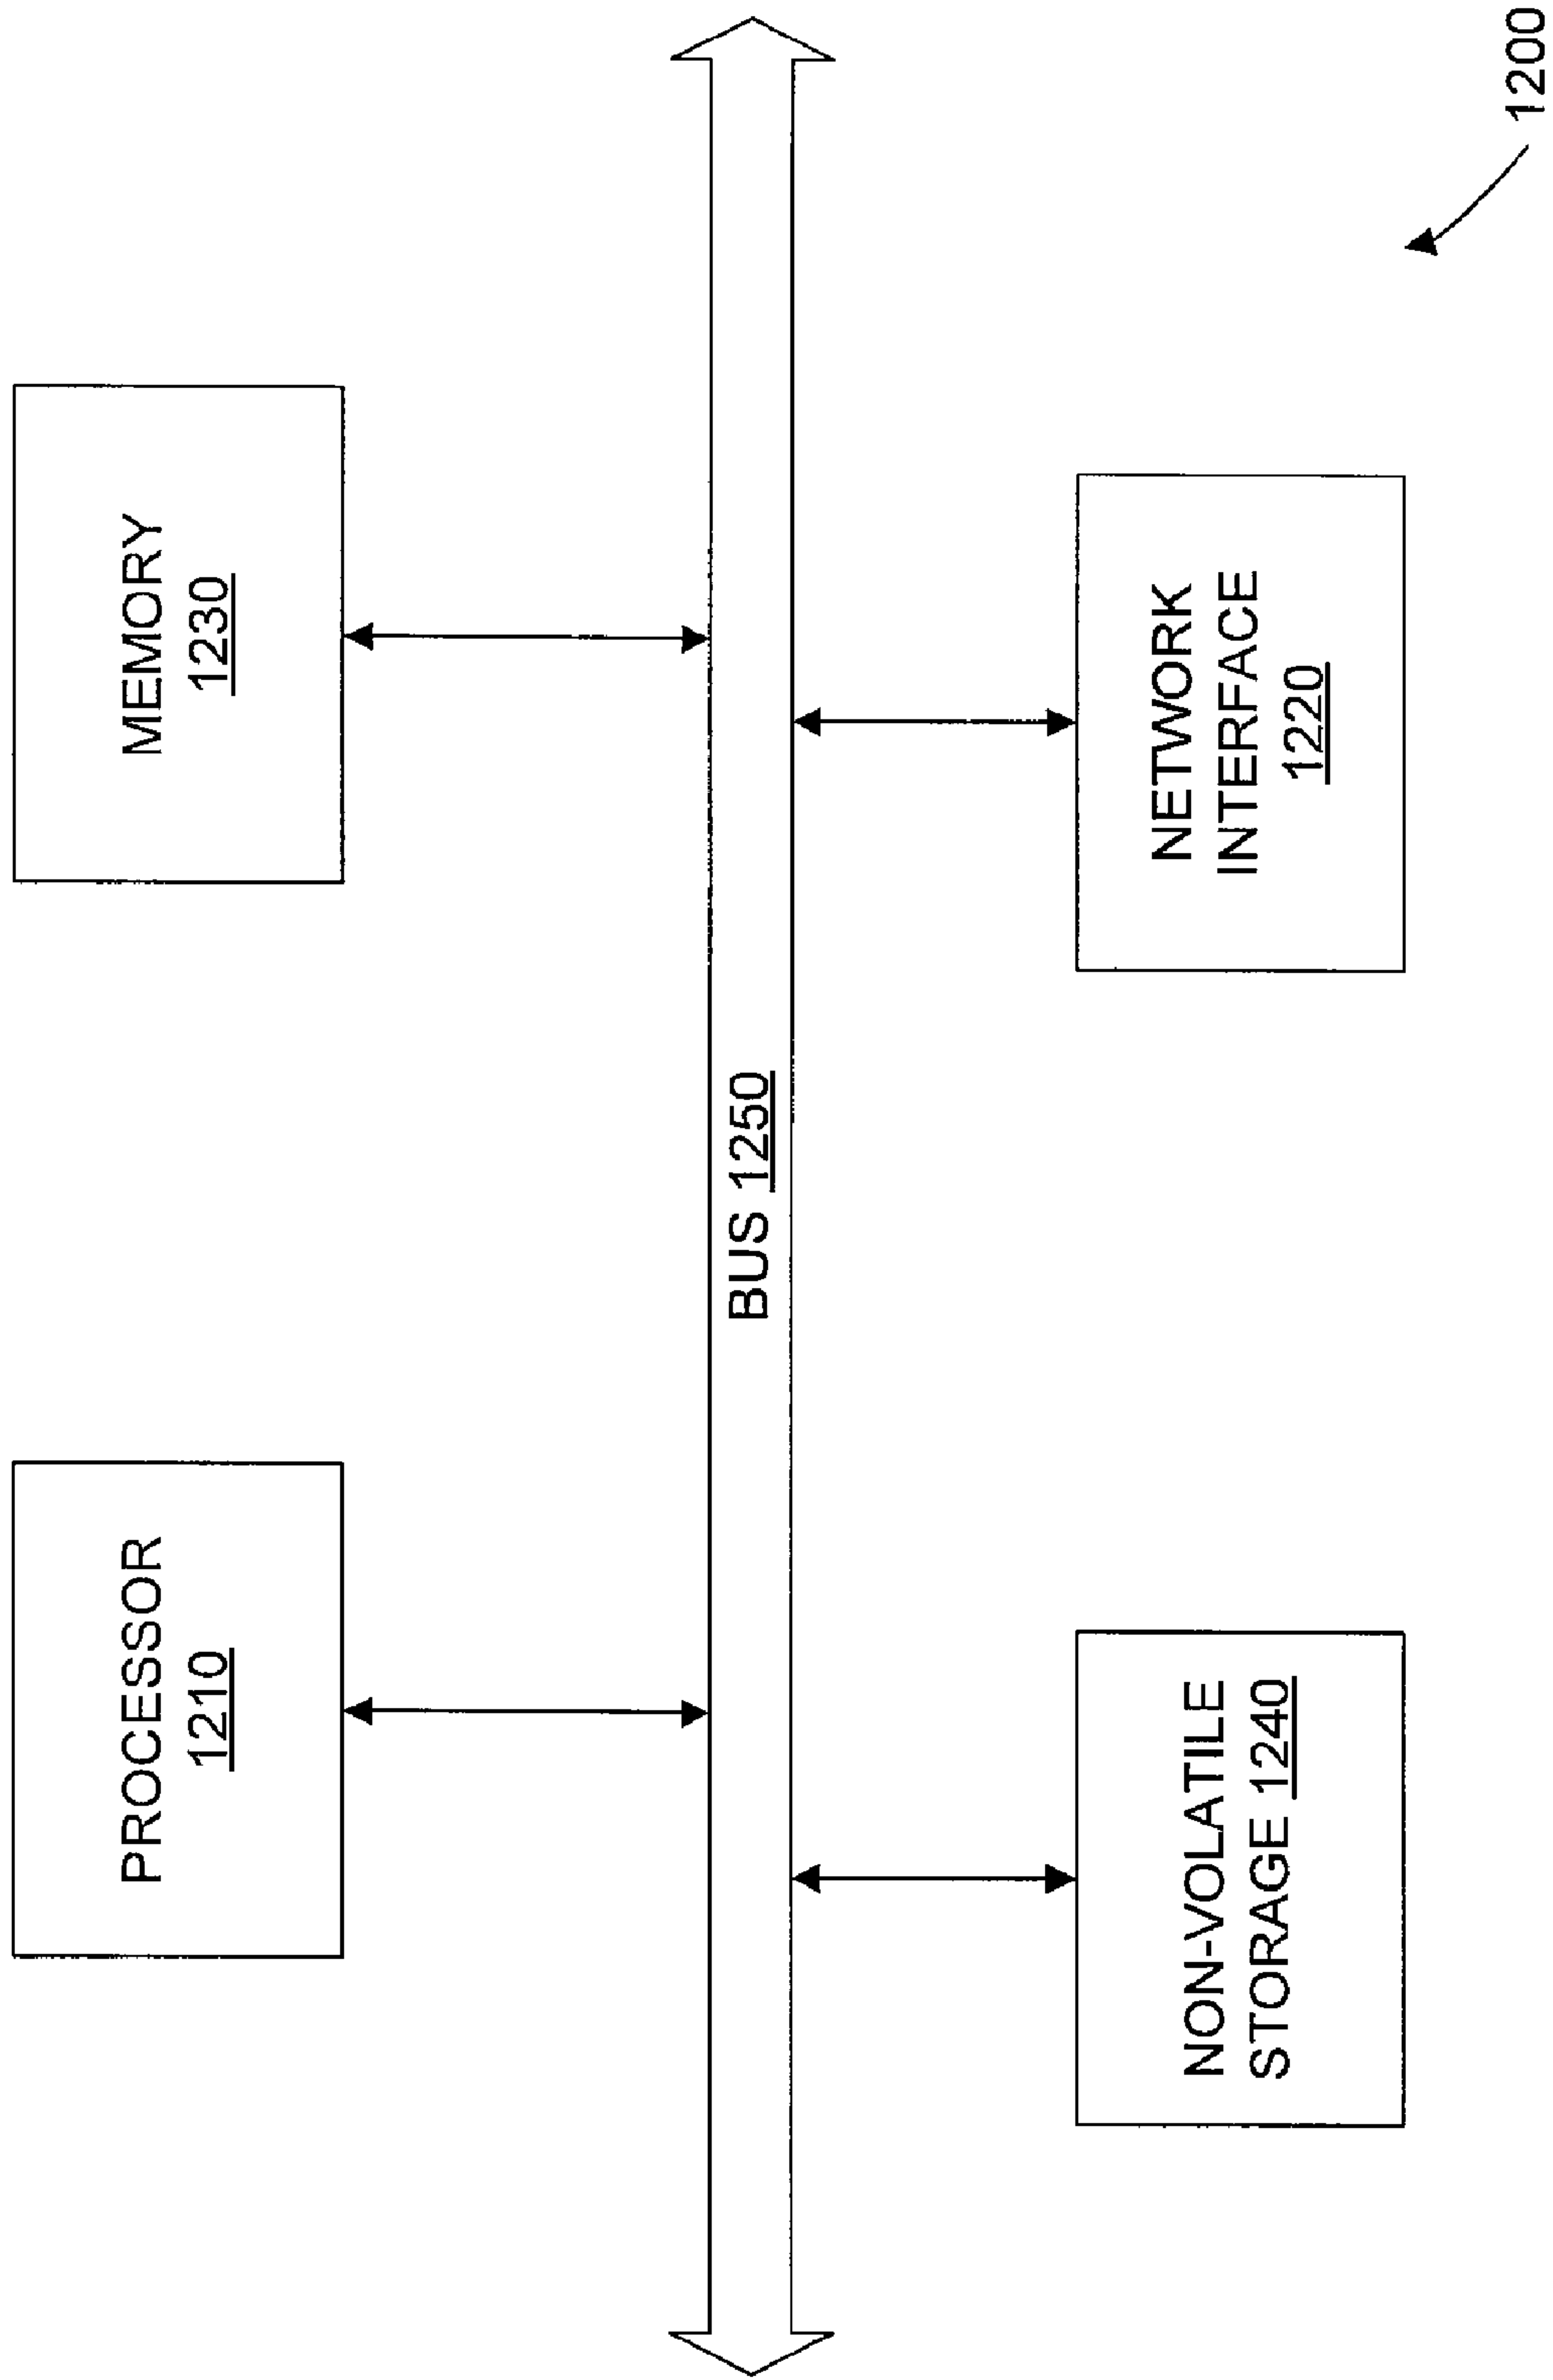 PROCESSOR
1210
MEMORY
1230
BUS 1250
NON-VOLATILE
STORAGE 1240
NETWORK
INTERFACE
1220
1200